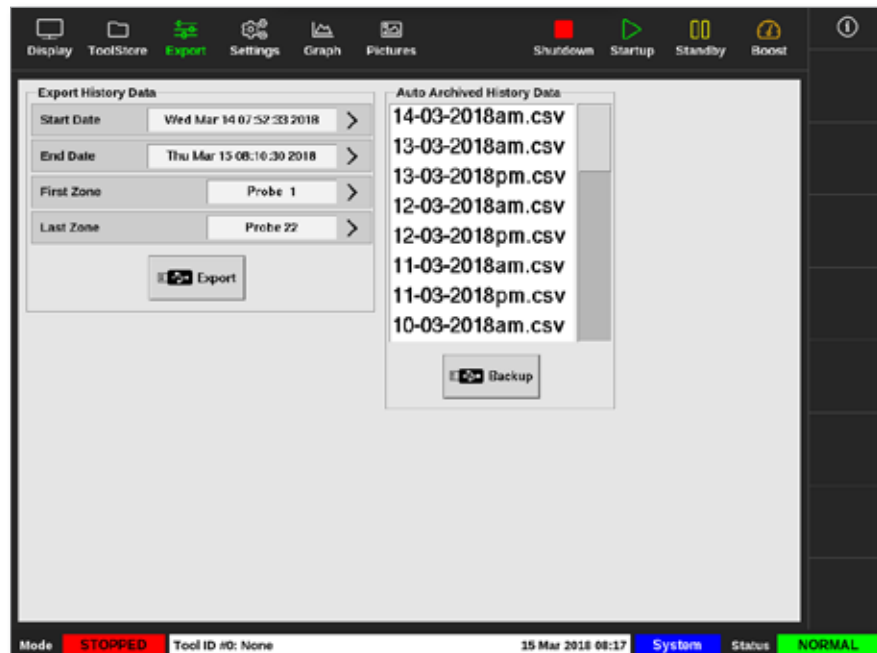 Display ToolStore Export Settings Graph Pictures Shutdown Startup Standby Boost
Export History Data
Start Date Wed Mar 14 07:52:33 2018
End Date Thu Mar 15 08:10:30 2018
First Zone Probe 1
Last Zone Probe 22
Export
Auto Archived History Data
14-03-2018am.csv
13-03-2018am.csv
13-03-2018pm.csv
12-03-2018am.csv
12-03-2018pm.csv
11-03-2018am.csv
11-03-2018pm.csv
10-03-2018am.csv
Backup
Mode STOPPED Tool ID #0: None 15 Mar 2018 08:17 System Status NORMAL